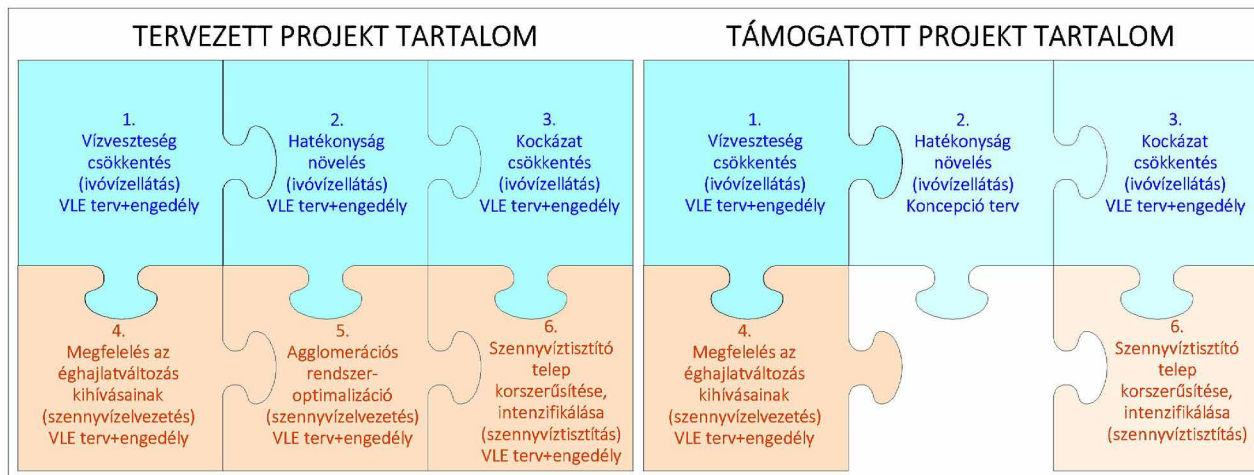 TERVEZETT PROJEKT TARTALOM
1.
Vízveszteség
csökkentés
(ivóvízellátás)
VLE terv+engedély
2.
Hatékonyság
növelés
(ivóvízellátás)
VLE terv+engedély
3.
Kockázat
csökkentés
(ivóvízellátás)
VLE terv+engedély
4.
Megfelelés az
éghajlatváltozás
kihívásainak
(szennyvízelvezetés)
VLE terv+engedély
5.
Agglomerációs
rendszer-
optimalizáció
(szennyvízelvezetés)
VLE terv+engedély
6.
Szennyvíztisztító
telep
korszerűsítése,
intenzifikálása
(szennyvíztisztítás)
VLE terv+engedély
TÁMOGATOTT PROJEKT TARTALOM
1.
Vízveszteség
csökkentés
(ivóvízellátás)
VLE terv+engedély
2.
Hatékonyság
növelés
(ivóvízellátás)
Koncepció terv
3.
Kockázat
csökkentés
(ivóvízellátás)
VLE terv+engedély
4.
Megfelelés az
éghajlatváltozás
kihívásainak
(szennyvízelvezetés)
VLE terv+engedély
6.
Szennyvíztisztító
telep
korszerűsítése,
intenzifikálása
(szennyvíztisztítás)